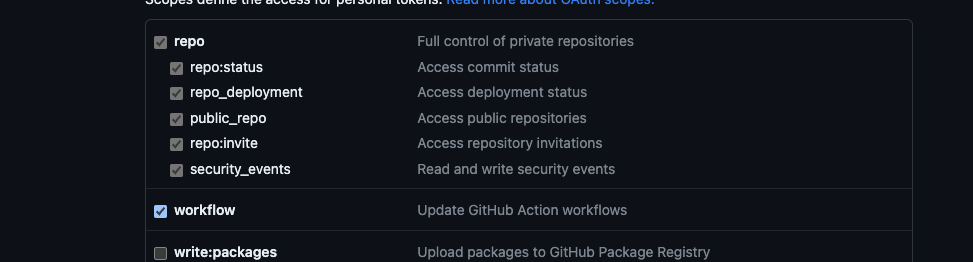 Scopes define the access for personal tokens. Read more about OAuth scopes.
repo Full control of private repositories
repo:status Access commit status
repo_deployment Access deployment status
public_repo Access public repositories
repo:invite Access repository invitations
security_events Read and write security events
workflow Update GitHub Action workflows
write:packages Upload packages to GitHub Package Registry